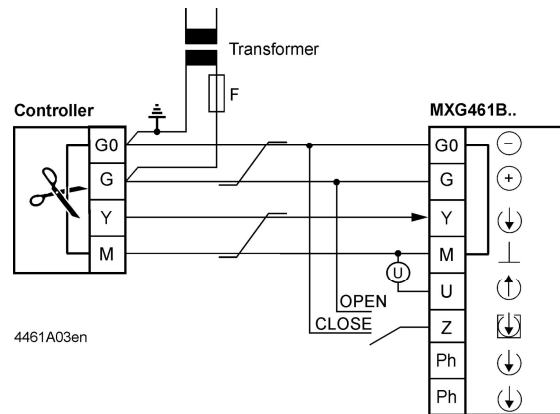 Transformer
F
Controller
MXG461B..
G0
G
Y
M
G0
G
Y
M
U
U
OPEN
CLOSE
Z
Ph
Ph
4461A03en